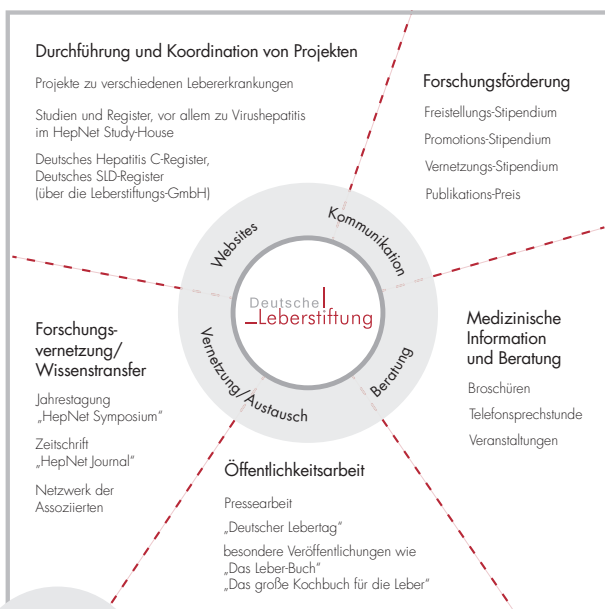 Durchführung und Koordination von Projekten
Projekte zu verschiedenen Lebererkrankungen
Studien und Register, vor allem zu Virushepatitis
im HepNet Study-House
Deutsches Hepatitis C-Register,
Deutsches SLD-Register
(über die Leberstiftungs-GmbH)
Forschungsförderung
Freistellungs-Stipendium
Promotions-Stipendium
Vernetzungs-Stipendium
Publikations-Preis
Websites
Kommunikation
Deutsche
Leberstiftung
Vernetzung/Austausch
Beratung
Forschungs-
vernetzung/
Wissenstransfer
Jahrestagung
„HepNet Symposium“
Zeitschrift
„HepNet Journal“
Netzwerk der
Assoziierten
Medizinische
Information
und Beratung
Broschüren
Telefonsprechstunde
Veranstaltungen
Öffentlichkeitsarbeit
Pressearbeit
„Deutscher Lebertag“
besondere Veröffentlichungen wie
„Das Leber-Buch“
„Das große Kochbuch für die Leber“